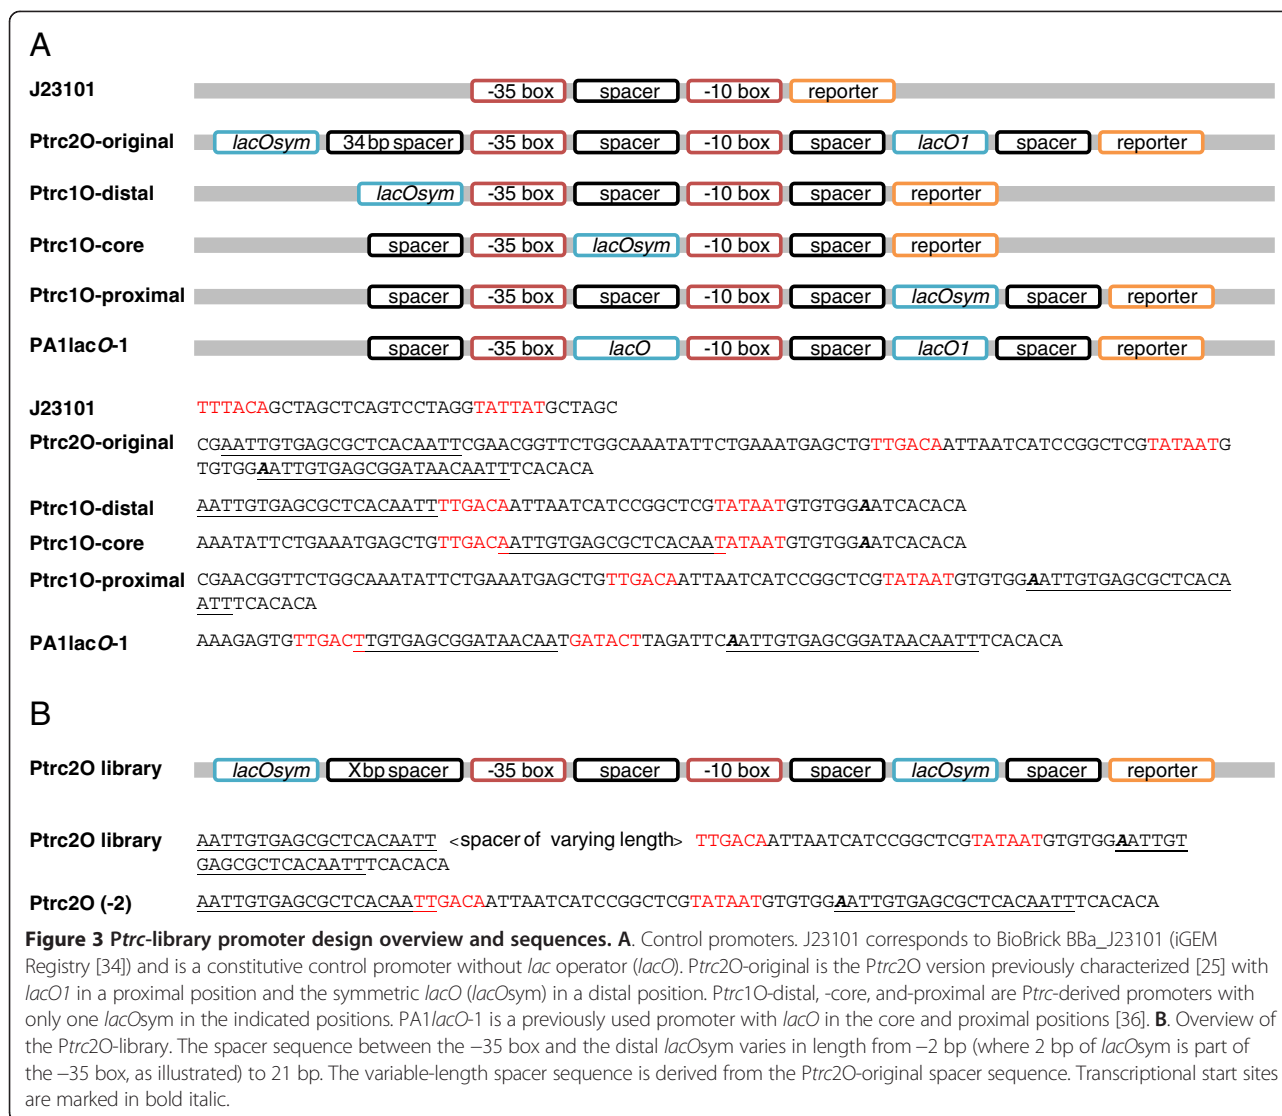 A
J23101 -35 box spacer -10 box reporter
Ptrc2O-original lacOsym 34 bp spacer -35 box spacer -10 box spacer lacO1 spacer reporter
Ptrc1O-distal lacOsym -35 box spacer -10 box spacer reporter
Ptrc1O-core spacer -35 box lacOsym -10 box spacer reporter
Ptrc1O-proximal spacer -35 box spacer -10 box spacer lacOsym spacer reporter
PA1lacO-1 spacer -35 box lacO -10 box spacer lacO1 spacer reporter
J23101 TTTACAGCTAGCTCAGTCCTAGGTATTATGCTAGC
Ptrc2O-original CGAATTGTGAGCGCTCACAATTCGAACGGTTCTGGCAAATATTCTGAAATGAGCTGTTGACAATTAATCATCCGGCTCGTATAATG
TGTGGAATTGTGAGCGGATAACAATTTCACACA
Ptrc1O-distal AATTGTGAGCGCTCACAATTTTGACAATTAATCATCCGGCTCGTATAATGTGTGGAATCACACA
Ptrc1O-core AAATATTCTGAAATGAGCTGTTGACAATTGTGAGCGCTCACAATATAATGTGTGGAATCACACA
Ptrc1O-proximal CGAACGGTTCTGGCAAATATTCTGAAATGAGCTGTTGACAATTAATCATCCGGCTCGTATAATGTGTGGAATTGTGAGCGCTCACA
ATTTCACACA
PA1lacO-1 AAAGAGTGTTGACTTGTGAGCGGATAACAATGATACTTAGATTCAATTGTGAGCGGATAACAATTTCACACA
B
Ptrc2O library lacOsym Xbp spacer -35 box spacer -10 box spacer lacOsym spacer reporter
Ptrc2O library AATTGTGAGCGCTCACAATT <spacer of varying length> TTGACAATTAATCATCCGGCTCGTATAATGTGTGGAATTGT
GAGCGCTCACAATTTCACACA
Ptrc2O (-2) AATTGTGAGCGCTCACAATTGACAATTAATCATCCGGCTCGTATAATGTGTGGAATTGTGAGCGCTCACAATTTCACACA
Figure 3 Ptrc-library promoter design overview and sequences. A. Control promoters. J23101 corresponds to BioBrick BBa_J23101 (iGEM
Registry [34]) and is a constitutive control promoter without lac operator (lacO). Ptrc2O-original is the Ptrc2O version previously characterized [25] with
lacO1 in a proximal position and the symmetric lacO (lacOsym) in a distal position. Ptrc1O-distal, -core, and-proximal are Ptrc-derived promoters with
only one lacOsym in the indicated positions. PA1lacO-1 is a previously used promoter with lacO in the core and proximal positions [36]. B. Overview of
the Ptrc2O-library. The spacer sequence between the −35 box and the distal lacOsym varies in length from −2 bp (where 2 bp of lacOsym is part of
the −35 box, as illustrated) to 21 bp. The variable-length spacer sequence is derived from the Ptrc2O-original spacer sequence. Transcriptional start sites
are marked in bold italic.